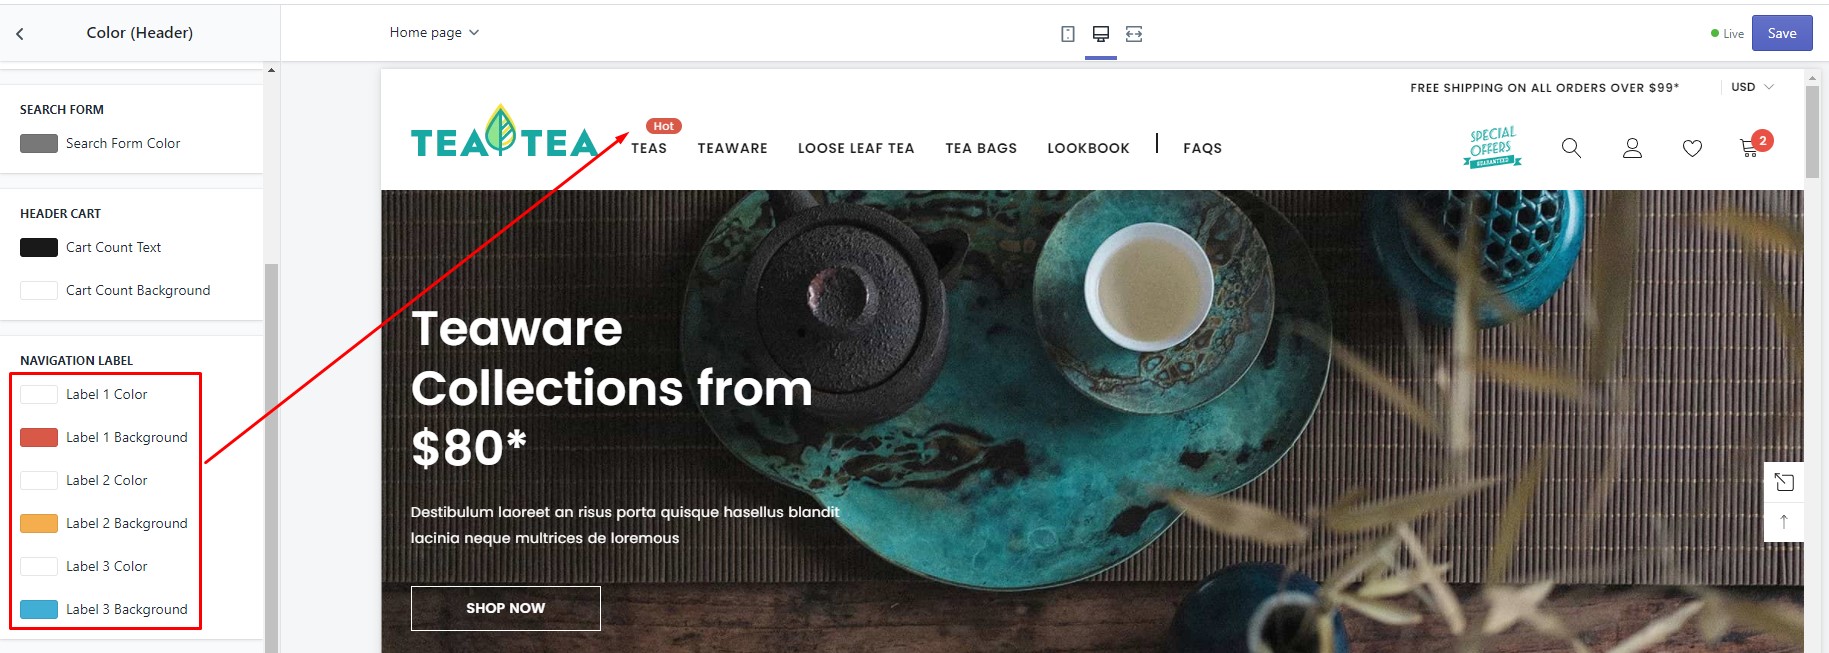 Color (Header)
Home page
Live
Save
SEARCH FORM
Search Form Color
HEADER CART
Cart Count Text
Cart Count Background
NAVIGATION LABEL
Label 1 Color
Label 1 Background
Label 2 Color
Label 2 Background
Label 3 Color
Label 3 Background
FREE SHIPPING ON ALL ORDERS OVER $99*
USD
TEA TEA
Hot
TEAS
TEAWARE
LOOSE LEAF TEA
TEA BAGS
LOOKBOOK
FAQS
SPECIAL
OFFERS
GUARANTEED
2
Teaware
Collections from
$80*
Destibulum laoreet an risus porta quisque hasellus blandit
lacinia neque multrices de loremous
SHOP NOW